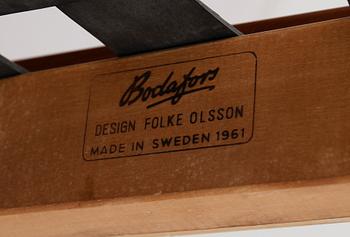 Bodafors
DESIGN FOLKE OLSSON
MADE IN SWEDEN 1961